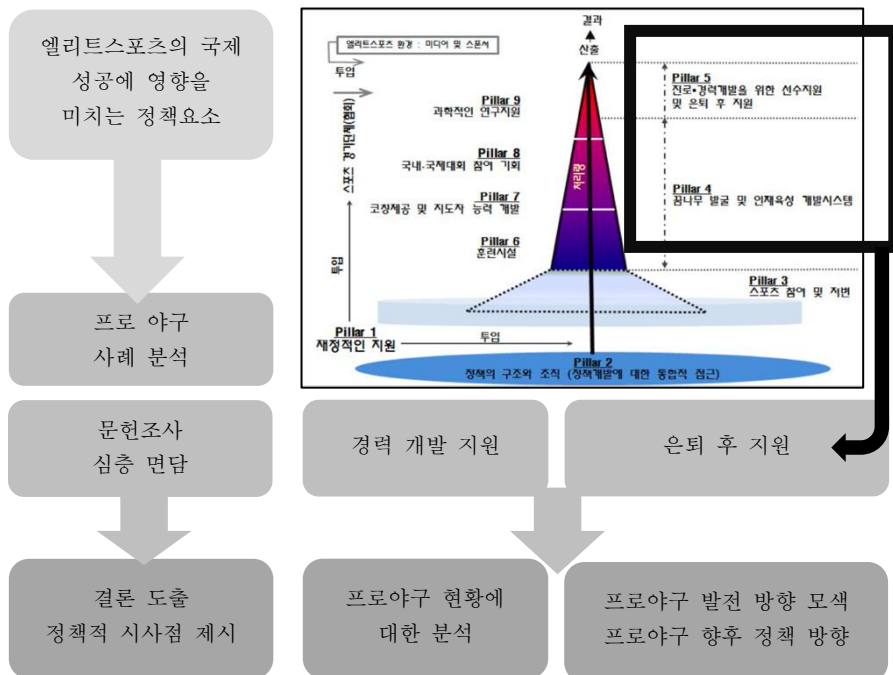 엘리트스포츠의 국제
성공에 영향을
미치는 정책요소
결과
산출
엘리트스포츠 환경 : 미디어 및 스폰서
투입
스포츠 경기단체(협회)
투입
Pillar 9
과학적인 연구지원
Pillar 8
국내-국제대회 참여 기회
Pillar 7
코칭제공 및 지도자 능력 개발
Pillar 6
훈련시설
처리량
Pillar 5
진로•경력개발을 위한 선수지원
및 은퇴 후 지원
Pillar 4
꿈나무 발굴 및 인재육성 개발시스템
Pillar 3
스포츠 참여 및 저변
Pillar 1
재정적인 지원
투입
Pillar 2
정책의 구조와 조직 (정책개발에 대한 통합적 접근)
프로 야구
사례 분석
문헌조사
심층 면담
경력 개발 지원
은퇴 후 지원
결론 도출
정책적 시사점 제시
프로야구 현황에
대한 분석
프로야구 발전 방향 모색
프로야구 향후 정책 방향